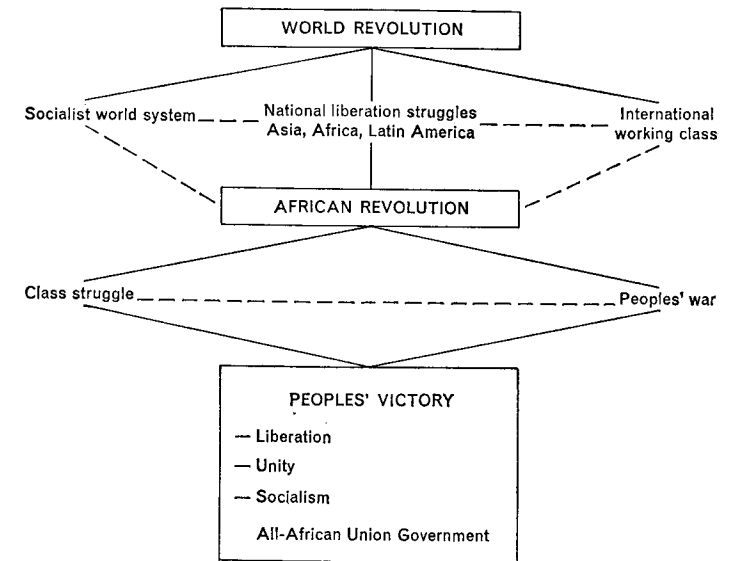 WORLD REVOLUTION
Socialist world system
National liberation struggles
Asia, Africa, Latin America
International
working class
AFRICAN REVOLUTION
Class struggle
Peoples' war
PEOPLES' VICTORY
— Liberation
— Unity
— Socialism
All-African Union Government